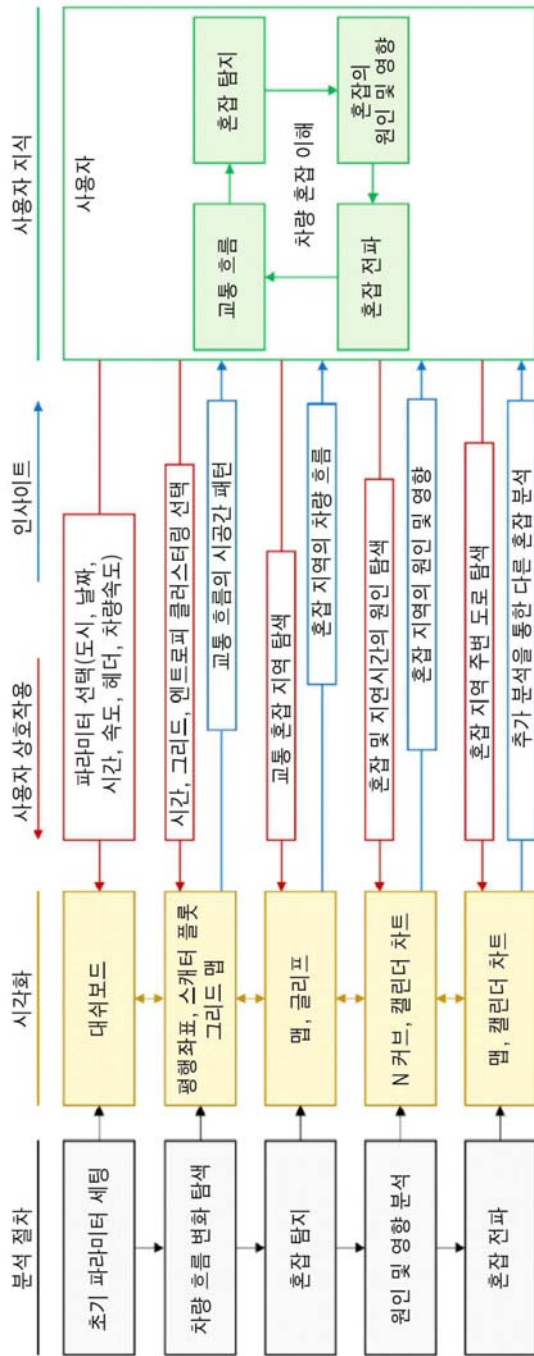 분석 절차
시각화
사용자 상호작용
인사이트
사용자 지식
초기 파라미터 세팅
대쉬보드
파라미터 선택(도시, 날짜,
시간, 속도, 헤더, 차량속도)
차량 흐름 변화 탐색
평행좌표, 스캐터 플롯
그리드 맵
시간, 그리드, 엔트로피 클러스터링 선택
교통 흐름의 시공간 패턴
혼잡 탐지
맵, 글리프
교통 혼잡 지역 탐색
혼잡 지역의 차량 흐름
원인 및 영향 분석
N 커브, 캘린더 차트
혼잡 및 지연시간의 원인 탐색
혼잡 지역의 원인 및 영향
혼잡 전파
맵, 캘린더 차트
혼잡 지역 주변 도로 탐색
추가 분석을 통한 다른 혼잡 분석
사용자
교통 흐름
혼잡 탐지
차량 혼잡 이해
혼잡 전파
혼잡의
원인 및 영향